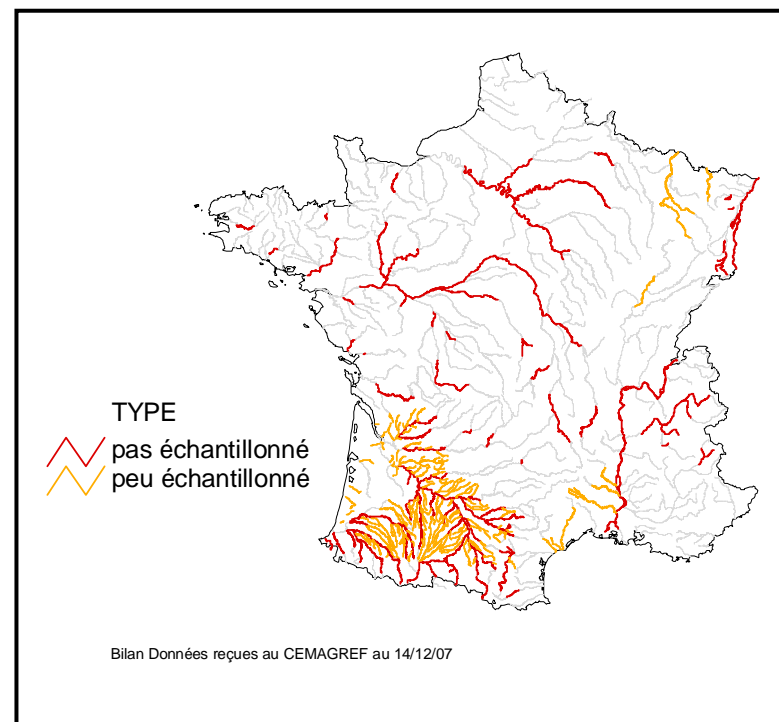 TYPE
pas échantillonné
peu échantillonné
Bilan Données reçues au CEMAGREF au 14/12/07